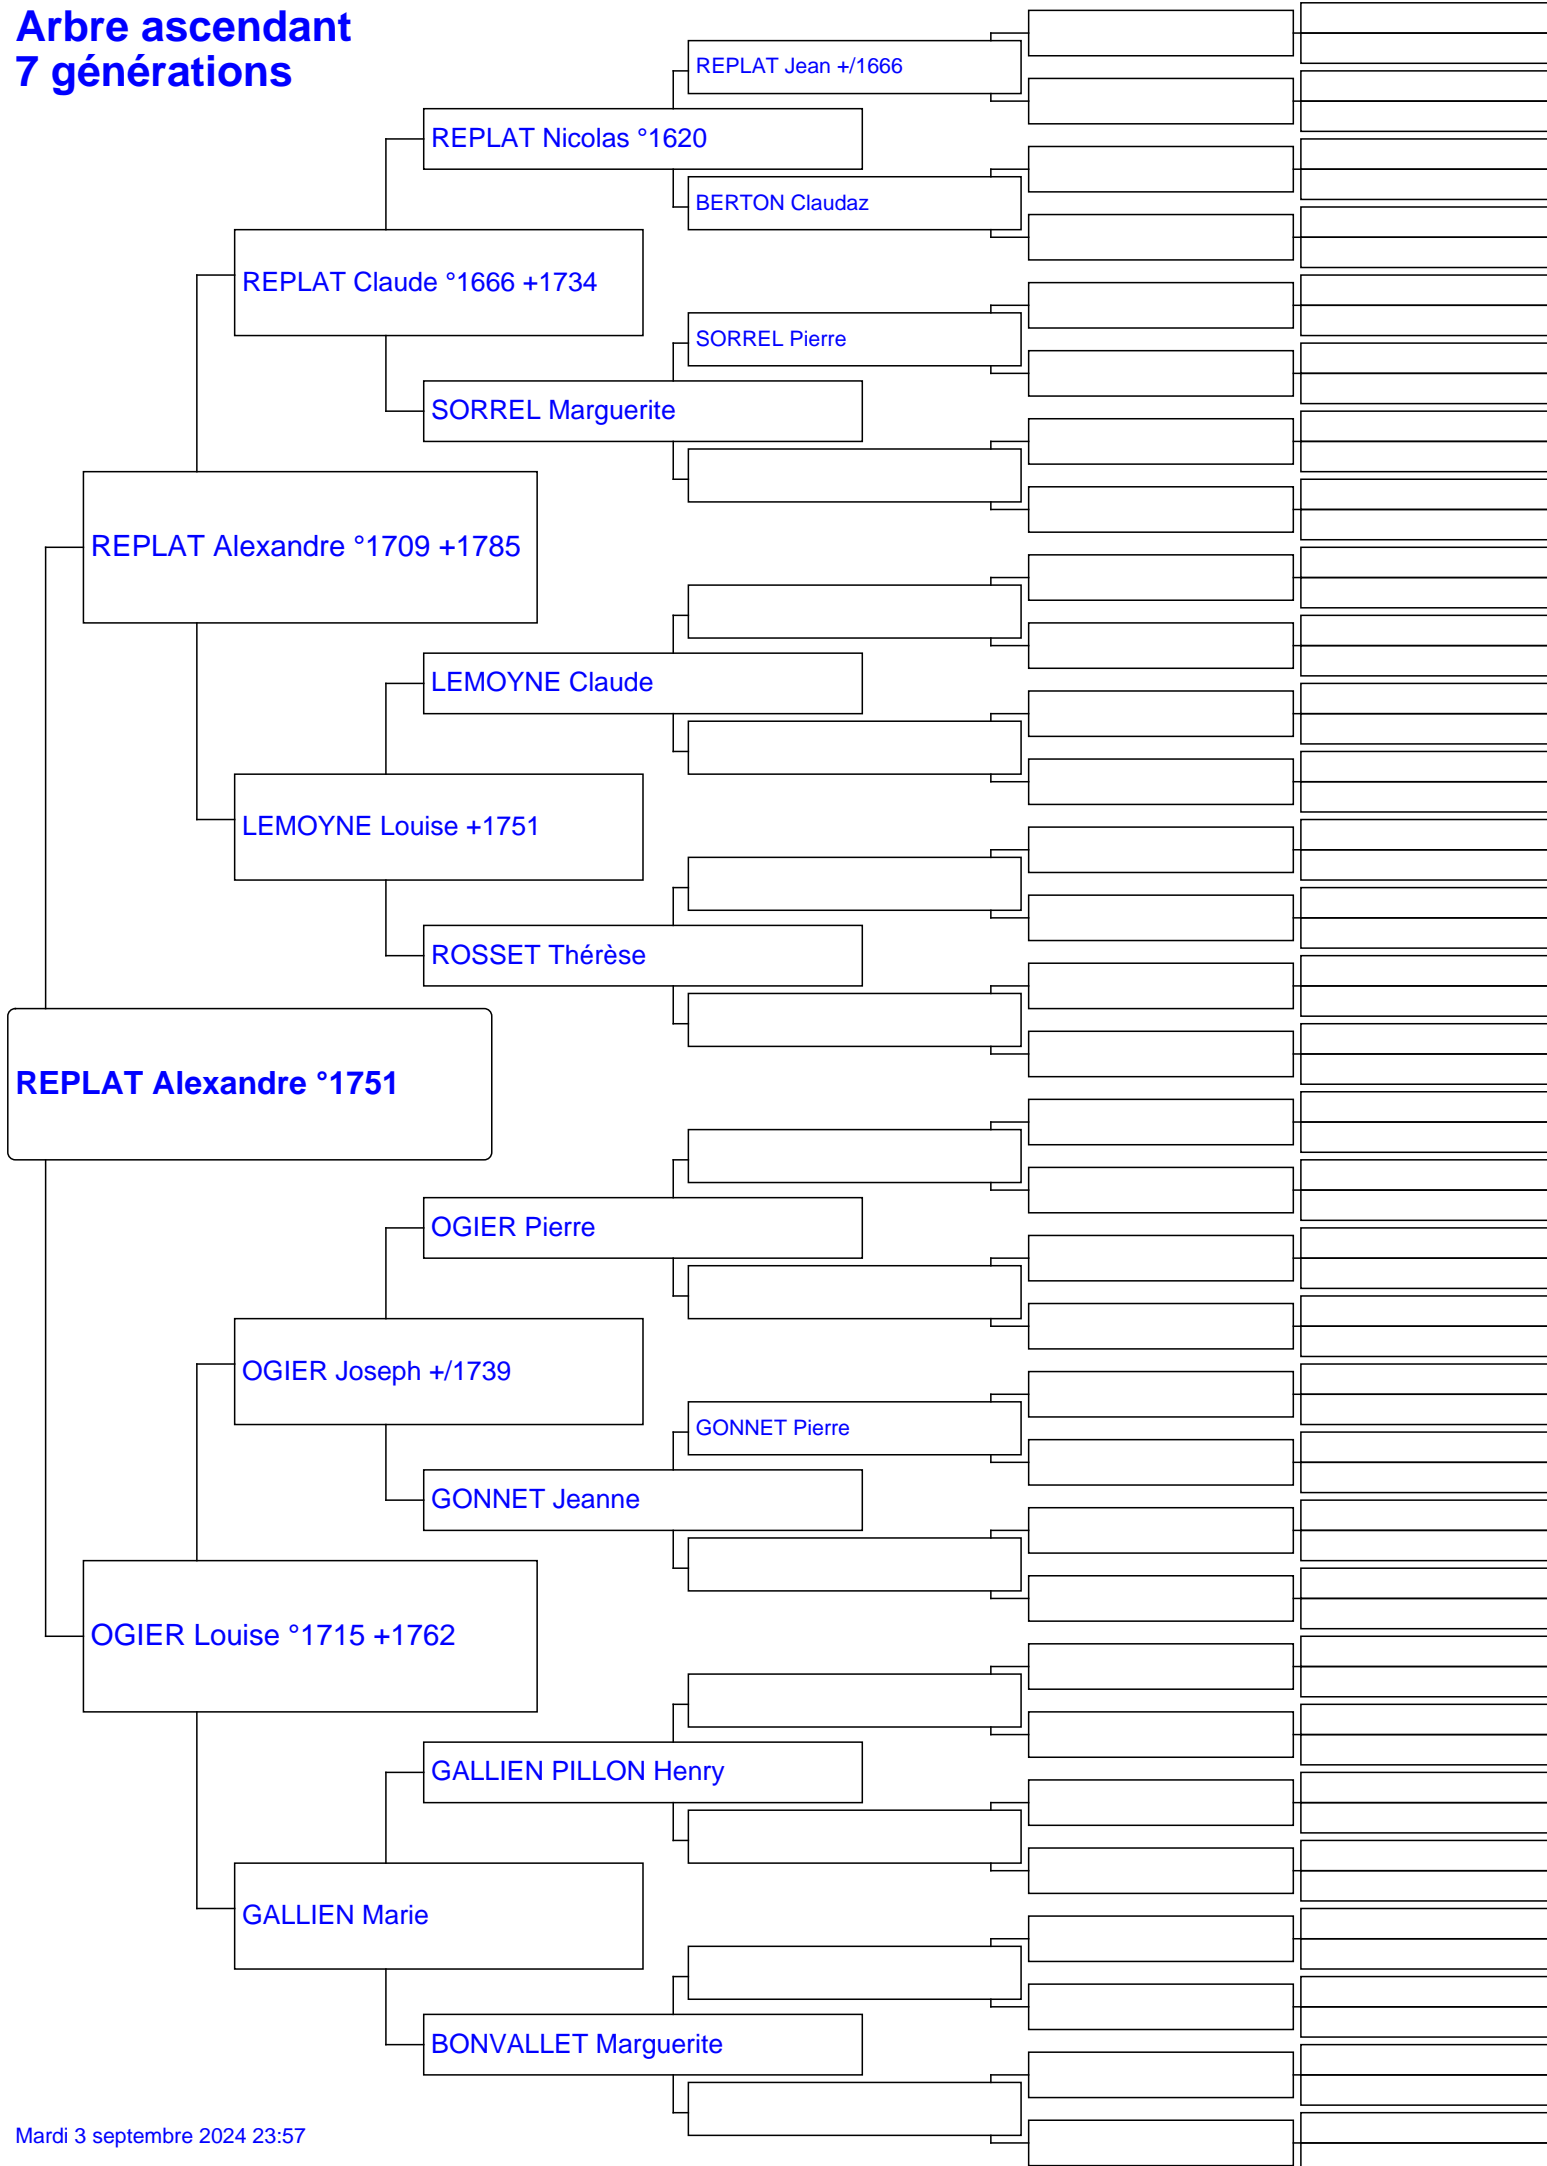 Arbre ascendant
7 générations
REPLAT Jean +/1666
REPLAT Nicolas °1620
BERTON Claudaz
REPLAT Claude °1666 +1734
SORREL Pierre
SORREL Marguerite
REPLAT Alexandre °1709 +1785
LEMOYNE Claude
LEMOYNE Louise +1751
ROSSET Thérèse
REPLAT Alexandre °1751
OGIER Pierre
OGIER Joseph +/1739
GONNET Pierre
GONNET Jeanne
OGIER Louise °1715 +1762
GALLIEN PILLON Henry
GALLIEN Marie
BONVALLET Marguerite
Mardi 3 septembre 2024 23:57